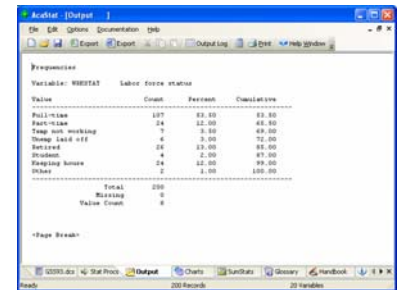 AcaStat - [Output ]
File Edit Options Documentation Help
Export Export Output Log Print Help Window
Frequencies
Variable: WRKSTAT Labor force status
Value Count Percent Cumulative
Full-time 107 53.50 53.50
Part-time 24 12.00 65.50
Temp not working 7 3.50 69.00
Unemp laid off 6 3.00 72.00
Retired 26 13.00 85.00
Student 4 2.00 87.00
Keeping house 24 12.00 99.00
Other 2 1.00 100.00
Total 200
Missing 0
Value Count 8
<Page Break>
GSS93.dss Stat Procs Output Charts SumStats Glossary Handbook
Ready 200 Records 20 Variables